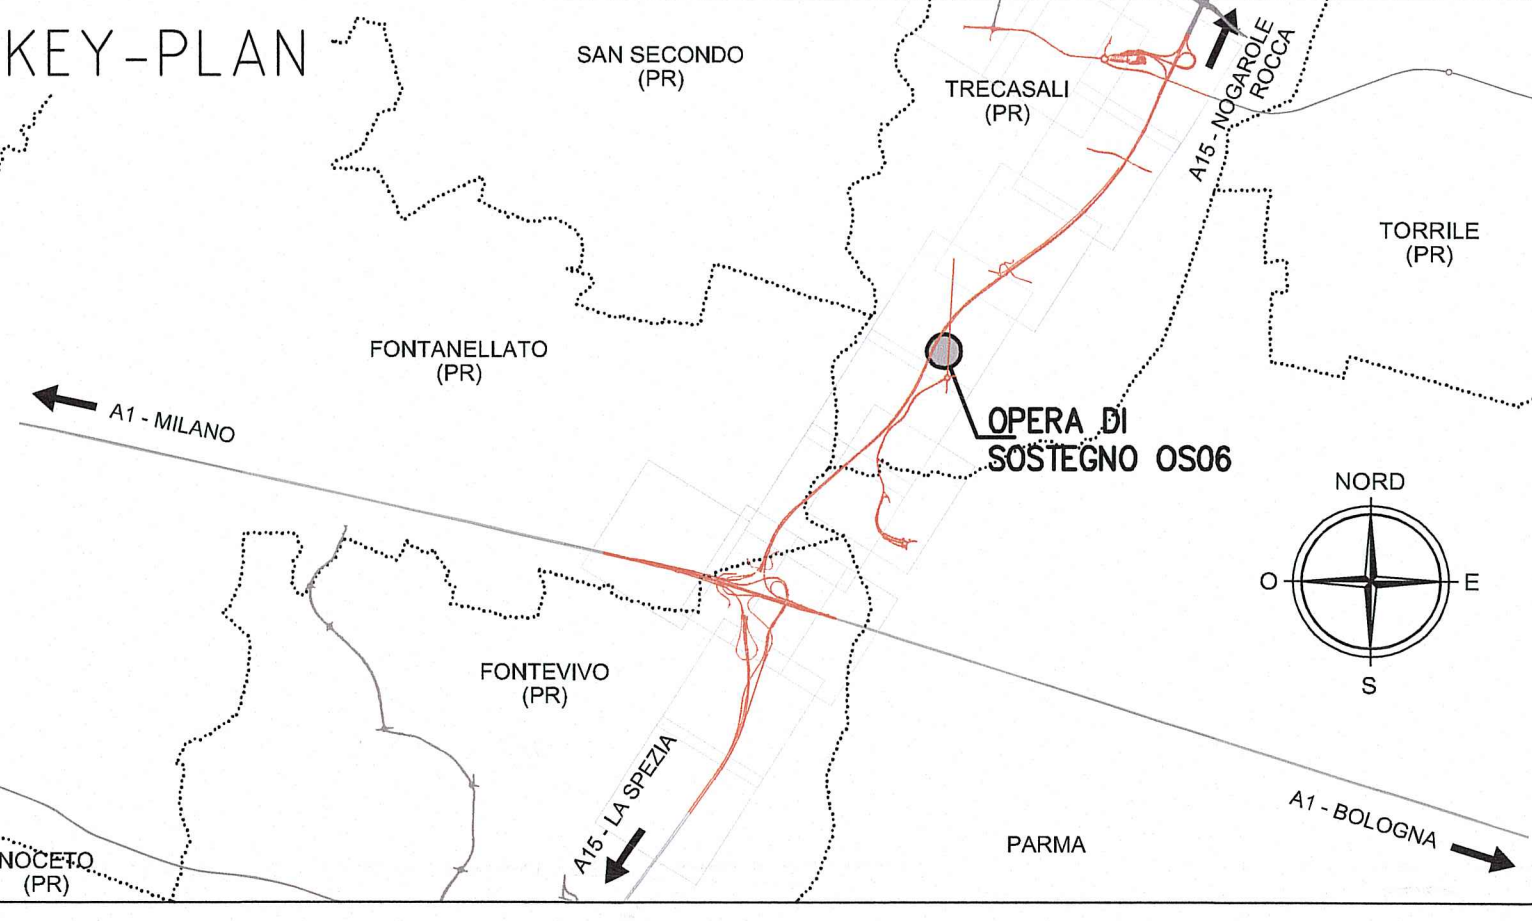 KEY-PLAN
SAN SECONDO
(PR)
TRECASALI
(PR)
A15 - NOGAROLE
ROCCA
TORRILE
(PR)
FONTANELLATO
(PR)
A1 - MILANO
OPERA DI
SOSTEGNO OS06
NORD
O
E
S
FONTEVIVO
(PR)
A15 - LA SPEZIA
A1 - BOLOGNA
PARMA
NOCETO
(PR)